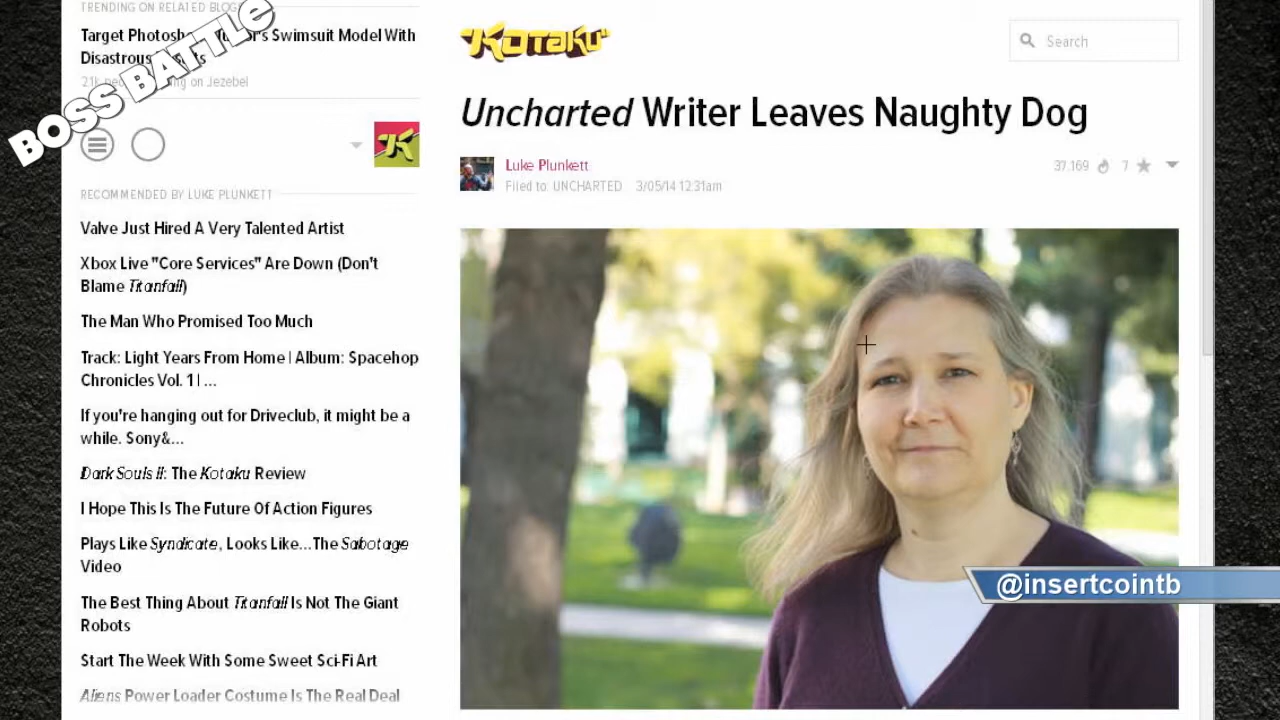 TRENDING ON RELATED BLOGS
Target Photosh 's Swimsuit Model With
Disastrous
on Jezebel
BOSS BATTLE
RECOMMENDED BY LUKE PLUNKETT
Valve Just Hired A Very Talented Artist
Xbox Live "Core Services" Are Down (Don't
Blame Titanfall)
The Man Who Promised Too Much
Track: Light Years From Home | Album: Spacehop
Chronicles Vol. 1 | ...
If you're hanging out for Driveclub, it might be a
while. Sony&...
Dark Souls II: The Kotaku Review
I Hope This Is The Future Of Action Figures
Plays Like Syndicate, Looks Like...The Sabotage
Video
The Best Thing About Titanfall Is Not The Giant
Robots
Start The Week With Some Sweet Sci-Fi Art
Aliens Power Loader Costume Is The Real Deal
KOTAKU
Search
Uncharted Writer Leaves Naughty Dog
Luke Plunkett
37,169 7
Filed to: UNCHARTED 3/05/14 12:31am
@insertcointb